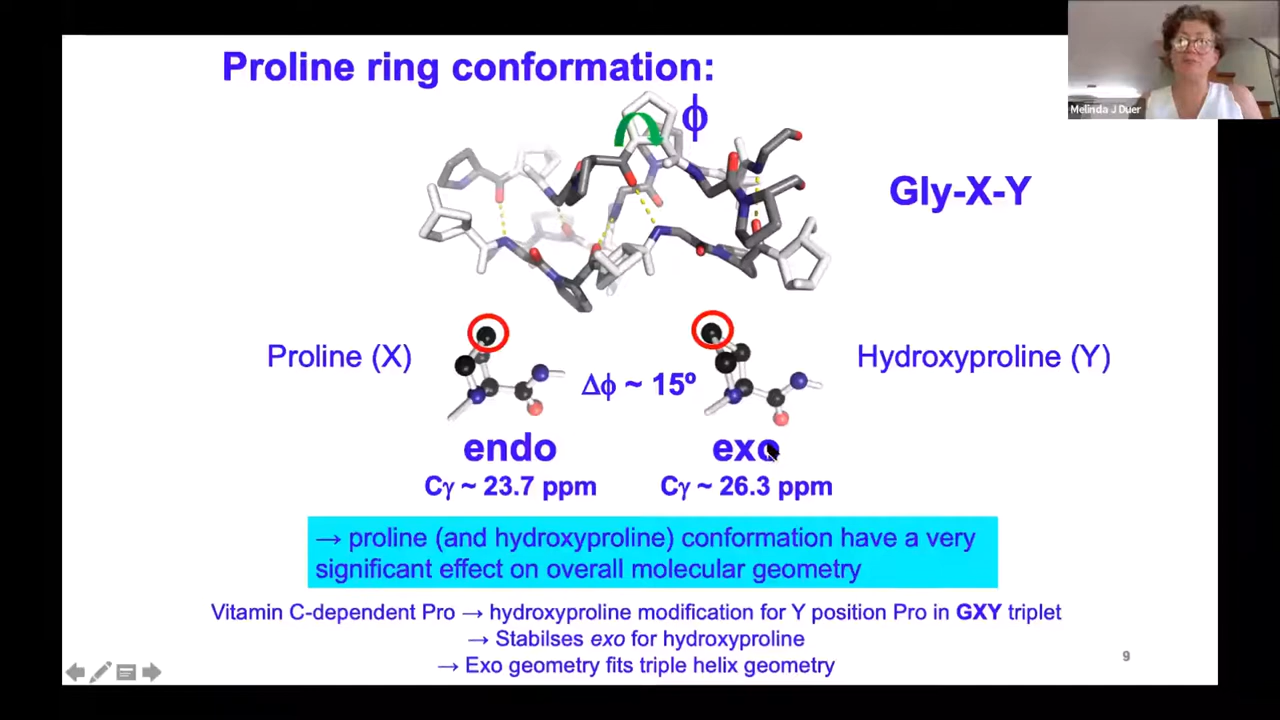 Proline ring conformation:
ϕ
Melinda J Duer
Gly-X-Y
Proline (X)
Δϕ ~ 15º
Hydroxyproline (Y)
endo
exo
Cγ ~ 23.7 ppm
Cγ ~ 26.3 ppm
→ proline (and hydroxyproline) conformation have a very
significant effect on overall molecular geometry
Vitamin C-dependent Pro → hydroxyproline modification for Y position Pro in GXY triplet
→ Stabilses exo for hydroxyproline
→ Exo geometry fits triple helix geometry
9